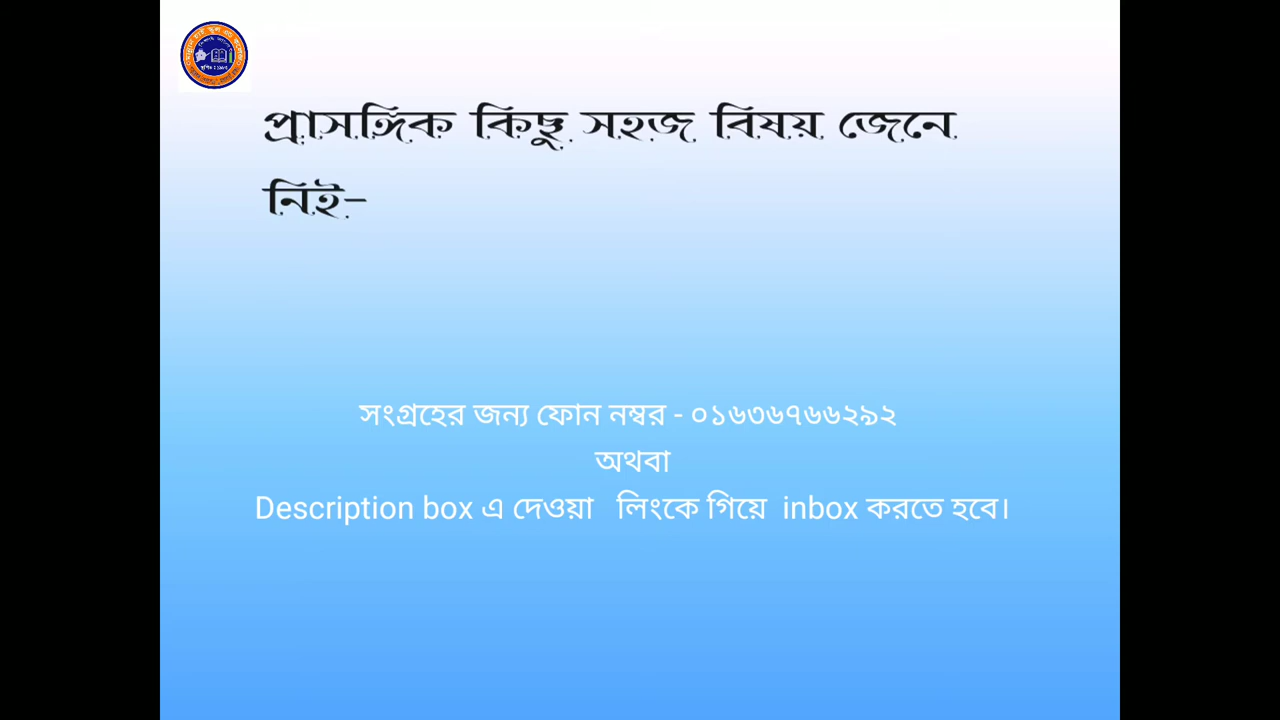 প্রাসঙ্গিক কিছু সহজ বিষয় জেনে
নিই-
সংগ্রহের জন্য ফোন নম্বর - ০১৬৩৬৭৬৬২৯২
অথবা
Description box এ দেওয়া লিংকে গিয়ে inbox করতে হবে।